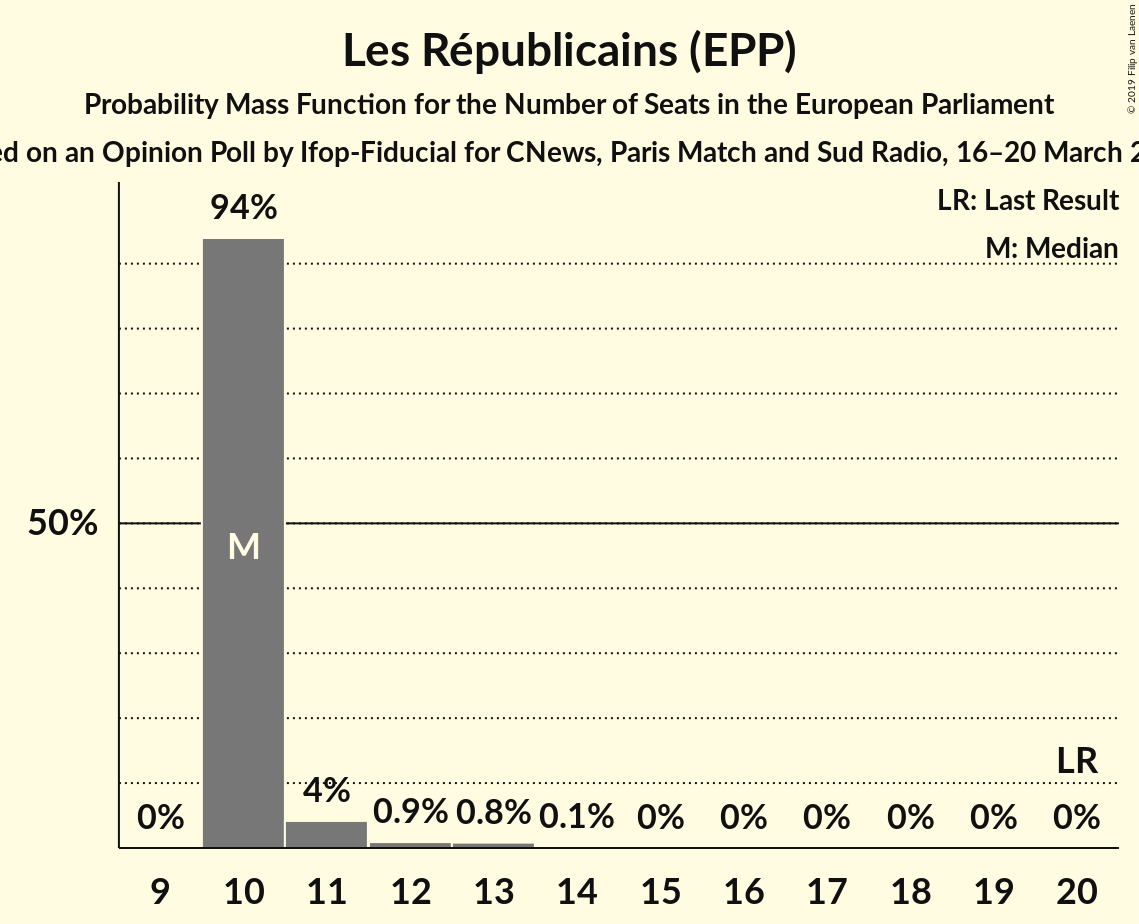 Les Républicains (EPP)
Probability Mass Function for the Number of Seats in the European Parliament
on an Opinion Poll by Ifop-Fiducial for CNews, Paris Match and Sud Radio, 16–20 March
© 2019 Filip van Laenen
LR: Last Result
M: Median
94%
50%
M
LR
0% 4% 0.9% 0.8% 0.1% 0% 0% 0% 0% 0% 0%
9 10 11 12 13 14 15 16 17 18 19 20